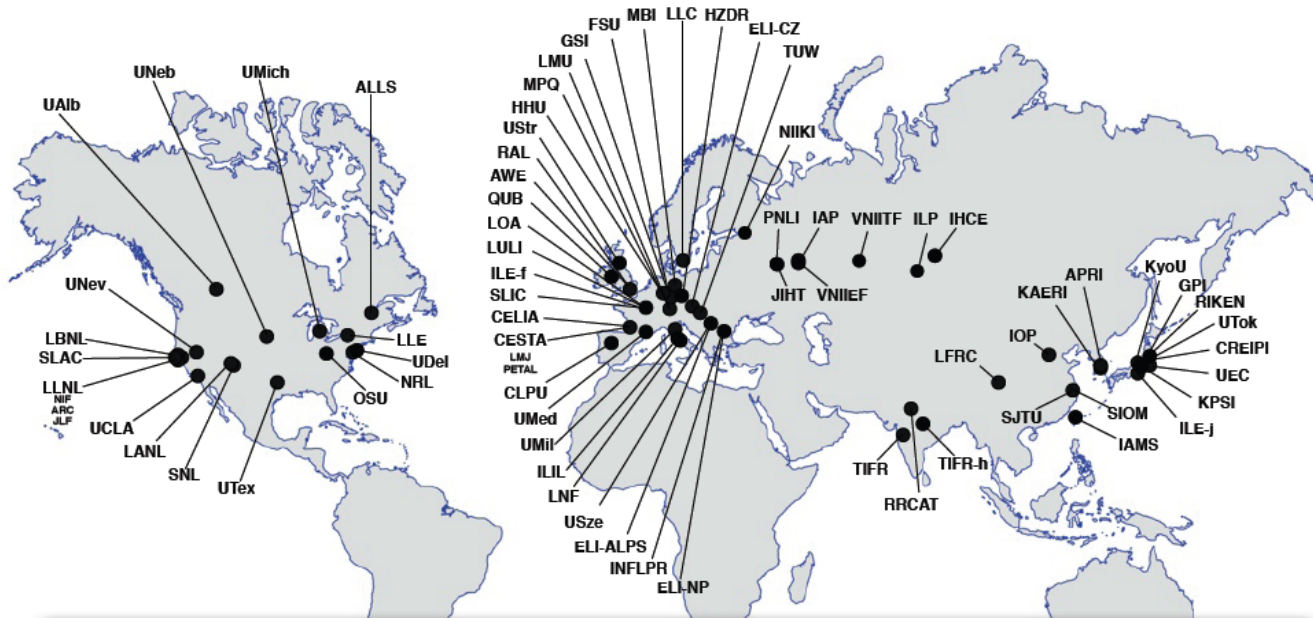 UAlb
UNeb
UMich
ALLS
UNev
LBNL
SLAC
LLNL
NIF
ARC
JLF
UCLA
LANL
SNL
UTex
OSU
NRL
UDel
LLE
TUW
ELI-CZ
HZDR
LLC
MBI
FSU
GSI
LMU
MPQ
HHU
UStr
RAL
AWE
QUB
LOA
LULI
ILE-f
SLIC
CELIA
CESTA
LMJ
PETAL
CLPU
UMed
UMil
ILIL
LNF
USze
ELI-ALPS
INFLPR
ELI-NP
NIIKI
PNLI
IAP
VNIITF
ILP
IHCE
JIHT
VNIIEF
APRI
KAERI
IOP
LFRC
KyoU
GPI
RIKEN
UTok
CREIPI
UEC
KPSI
ILE-j
SJTU
SIOM
IAMS
TIFR
TIFR-h
RRCAT